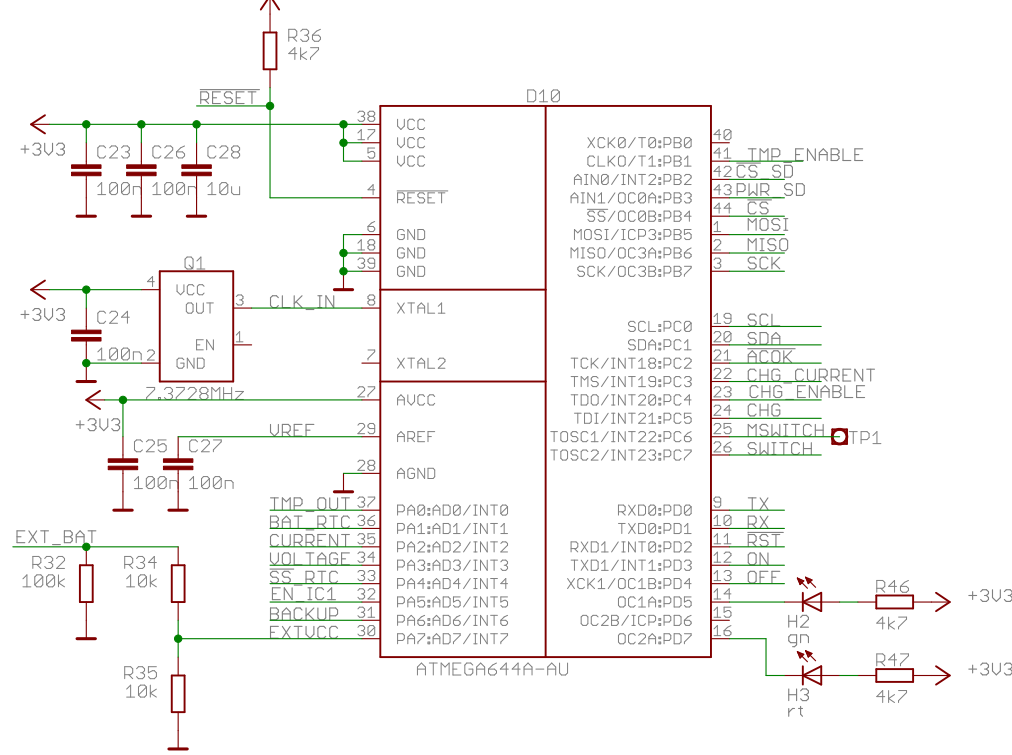 R36
4k7
RESET
D10
+3V3
C23
100n
C26
100n
C28
10u
38
VCC
17
VCC
5
VCC
4
RESET
6
GND
18
GND
39
GND
Q1
4
VCC
OUT
3
CLK_IN
8
XTAL1
+3V3
C24
100n
EN
1
2
GND
7.3728MHz
7
XTAL2
27
AVCC
+3V3
VREF
29
AREF
C25
100n
C27
100n
28
AGND
TMP_OUT
37
PA0:AD0/INT0
BAT_RTC
36
PA1:AD1/INT1
CURRENT
35
PA2:AD2/INT2
VOLTAGE
34
PA3:AD3/INT3
SS_RTC
33
PA4:AD4/INT4
EN_IC1
32
PA5:AD5/INT5
BACKUP
31
PA6:AD6/INT6
EXTVCC
30
PA7:AD7/INT7
EXT_BAT
R32
100k
R34
10k
R35
10k
XCK0/T0:PB0
40
CLKO/T1:PB1
41
TMP_ENABLE
AIN0/INT2:PB2
42
CS_SD
AIN1/OC0A:PB3
43
PWR_SD
SS/OC0B:PB4
44
CS
MOSI/ICP3:PB5
1
MOSI
MISO/OC3A:PB6
2
MISO
SCK/OC3B:PB7
3
SCK
SCL:PC0
19
SCL
SDA:PC1
20
SDA
TCK/INT18:PC2
21
ACOK
TMS/INT19:PC3
22
CHG_CURRENT
TDO/INT20:PC4
23
CHG_ENABLE
TDI/INT21:PC5
24
CHG
TOSC1/INT22:PC6
25
MSWITCH
TP1
TOSC2/INT23:PC7
26
SWITCH
RXD0:PD0
9
TX
TXD0:PD1
10
RX
RXD1/INT0:PD2
11
RST
TXD1/INT1:PD3
12
ON
XCK1/OC1B:PD4
13
OFF
OC1A:PD5
14
OC2B/ICP:PD6
15
OC2A:PD7
16
ATMEGA644A-AU
H2
gn
R46
4k7
+3V3
H3
rt
R47
4k7
+3V3